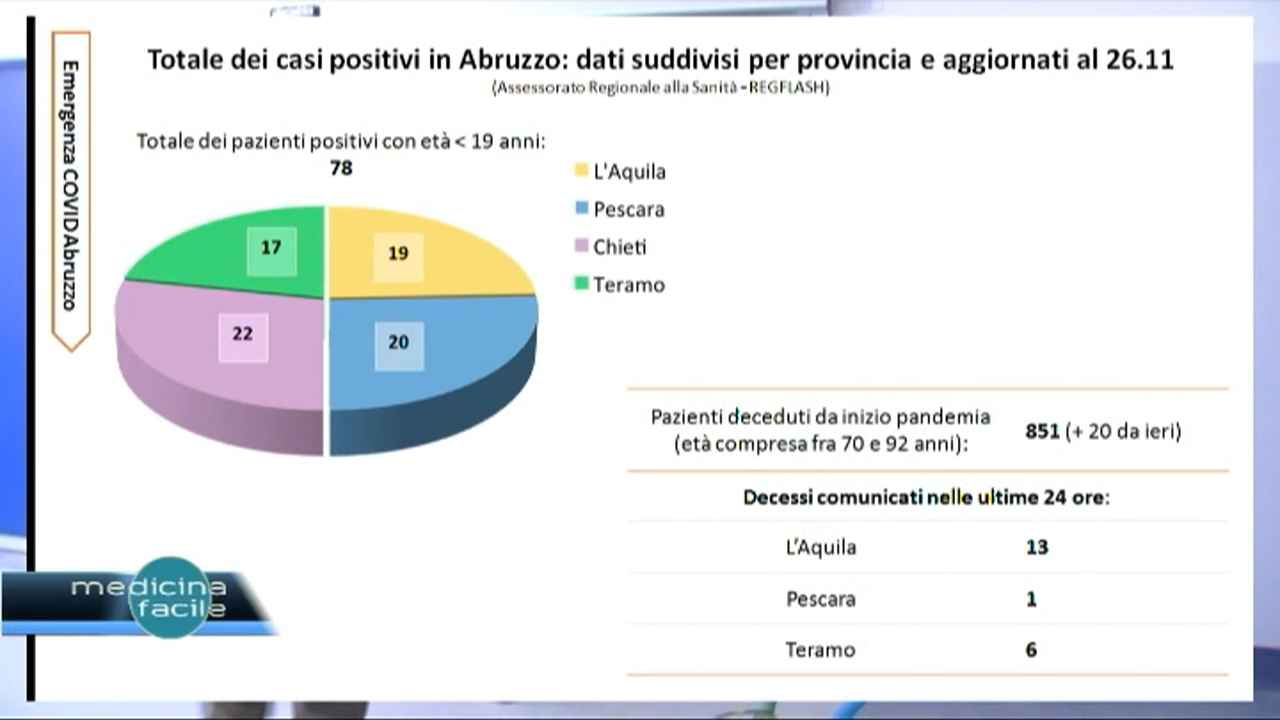 Totale dei casi positivi in Abruzzo: dati suddivisi per provincia e aggiornati al 26.11
(Assessorato Regionale alla Sanità - REGFLASH)
Emergenza COVID Abruzzo
Totale dei pazienti positivi con età < 19 anni:
78
L'Aquila
Pescara
Chieti
Teramo
17
19
22
20
Pazienti deceduti da inizio pandemia
(età compresa fra 70 e 92 anni):
851 (+ 20 da ieri)
Decessi comunicati nelle ultime 24 ore:
L'Aquila 13
Pescara 1
Teramo 6
medicina
facile